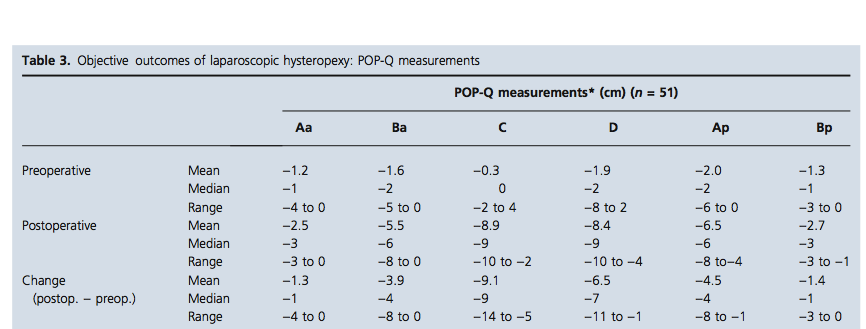 Table 3. Objective outcomes of laparoscopic hysteropexy: POP-Q measurements
POP-Q measurements* (cm) (n = 51)
Aa Ba C D Ap Bp
Preoperative Mean −1.2 −1.6 −0.3 −1.9 −2.0 −1.3
Median −1 −2 0 −2 −2 −1
Range −4 to 0 −5 to 0 −2 to 4 −8 to 2 −6 to 0 −3 to 0
Postoperative Mean −2.5 −5.5 −8.9 −8.4 −6.5 −2.7
Median −3 −6 −9 −9 −6 −3
Range −3 to 0 −8 to 0 −10 to −2 −10 to −4 −8 to−4 −3 to −1
Change Mean −1.3 −3.9 −9.1 −6.5 −4.5 −1.4
(postop. − preop.) Median −1 −4 −9 −7 −4 −1
Range −4 to 0 −8 to 0 −14 to −5 −11 to −1 −8 to −1 −3 to 0